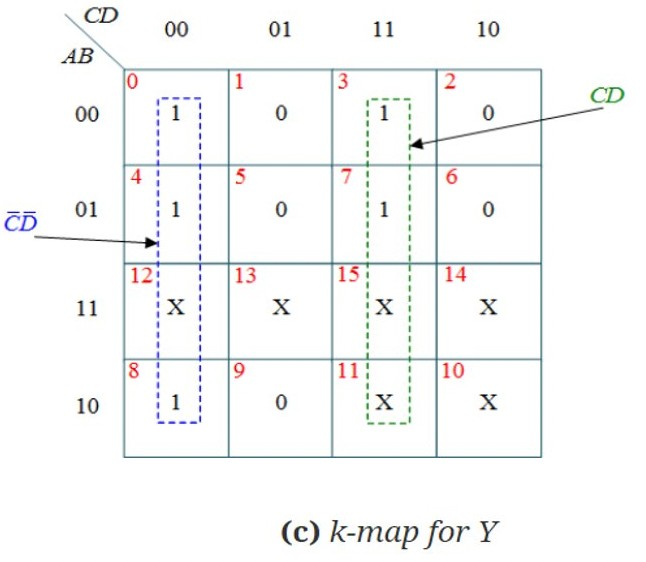 CD
AB
00 01 11 10
00
0 1
1 0
3 1
2 0
CD
01
4 1
5 0
7 1
6 0
C̅D̅
11
12 X
13 X
15 X
14 X
10
8 1
9 0
11 X
10 X
(c) k-map for Y